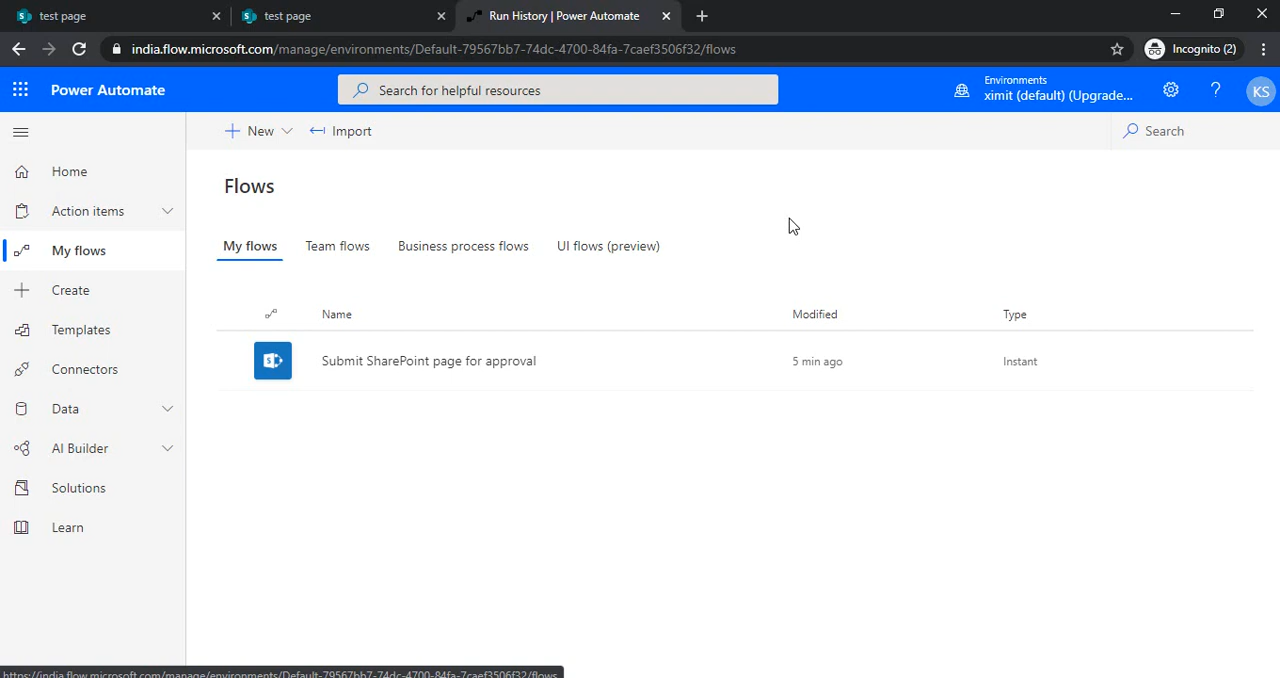 test page
test page
Run History | Power Automate
india.flow.microsoft.com/manage/environments/Default-79567bb7-74dc-4700-84fa-7caef3506f32/flows
Incognito (2)
Power Automate
Search for helpful resources
Environments
ximit (default) (Upgrade...
KS
New
Import
Search
Home
Action items
My flows
Create
Templates
Connectors
Data
AI Builder
Solutions
Learn
Flows
My flows
Team flows
Business process flows
UI flows (preview)
Name
Modified
Type
Submit SharePoint page for approval
5 min ago
Instant
https://india.flow.microsoft.com/manage/environments/Default-79567bb7-74dc-4700-84fa-7caef3506f32/flows